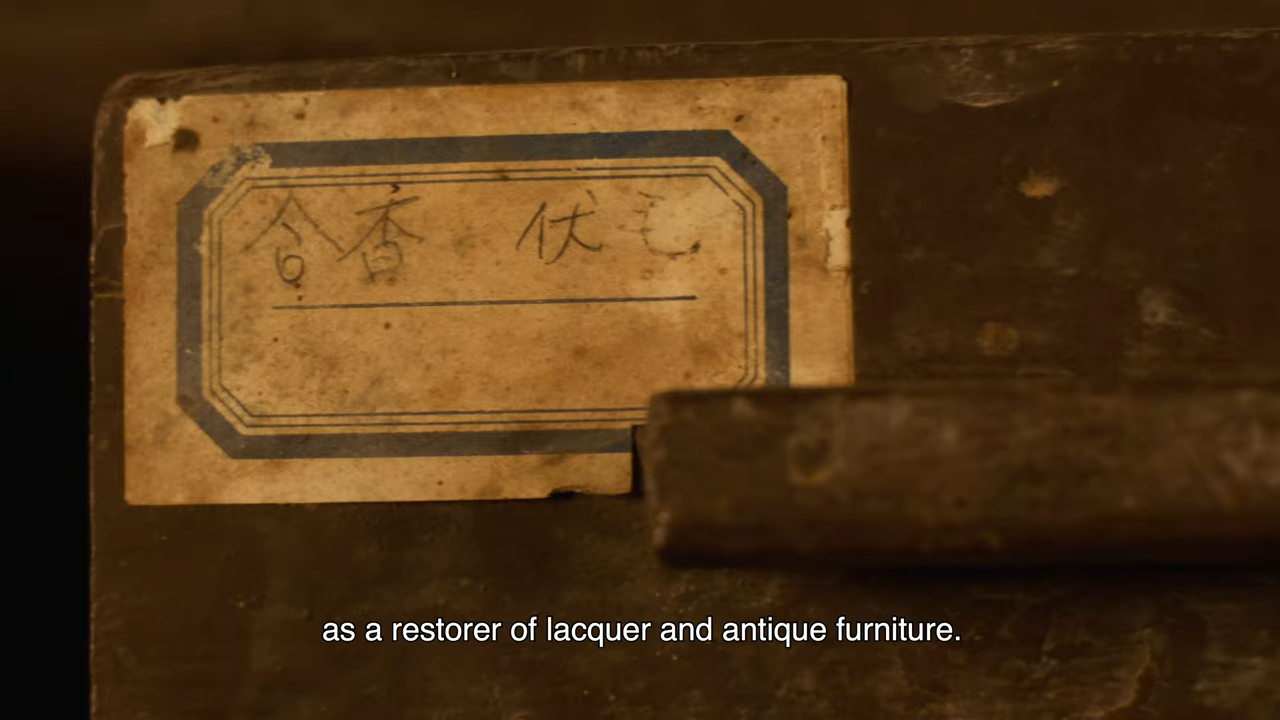 合香 伏
as a restorer of lacquer and antique furniture.